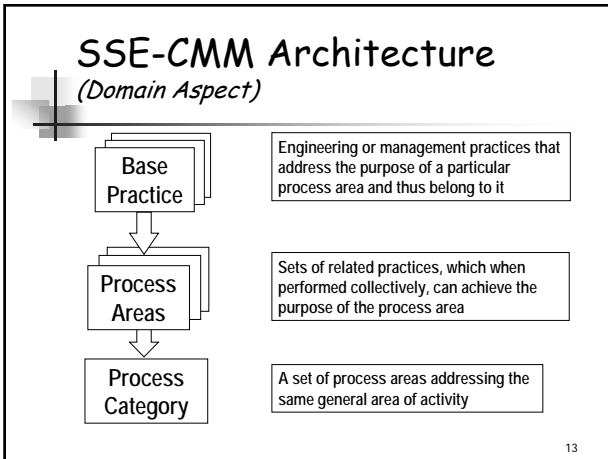 SSE-CMM Architecture
(Domain Aspect)
Base
Practice
Engineering or management practices that
address the purpose of a particular
process area and thus belong to it
Process
Areas
Sets of related practices, which when
performed collectively, can achieve the
purpose of the process area
Process
Category
A set of process areas addressing the
same general area of activity
13